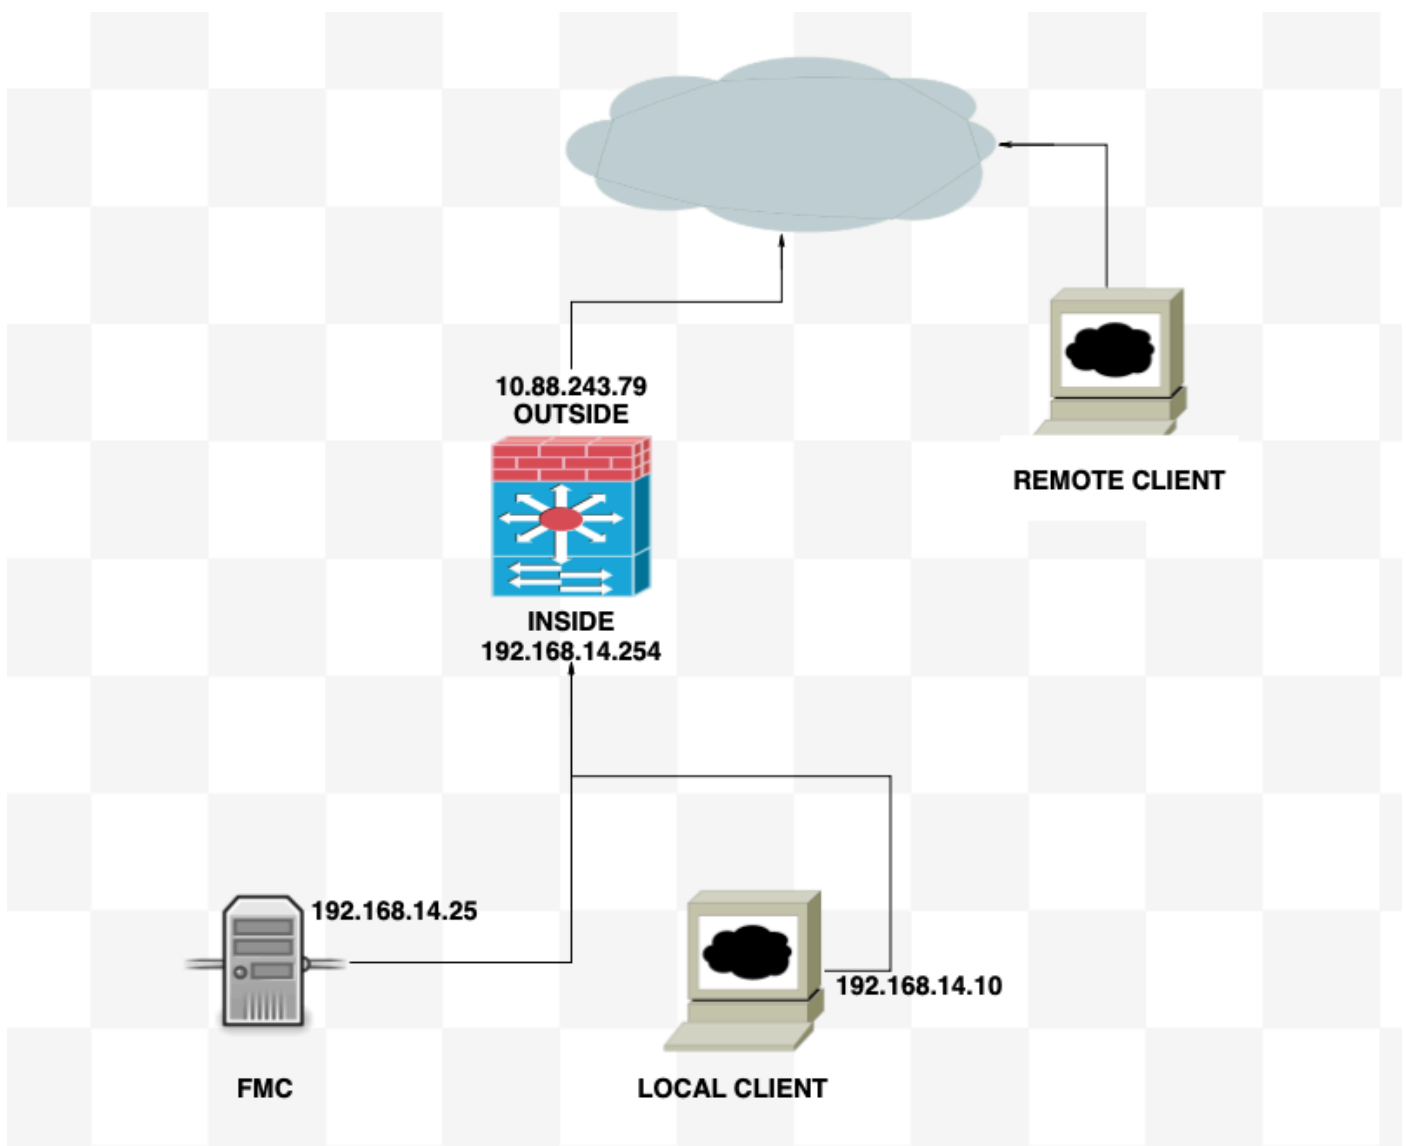 10.88.243.79
OUTSIDE
REMOTE CLIENT
INSIDE
192.168.14.254
192.168.14.25
192.168.14.10
FMC
LOCAL CLIENT